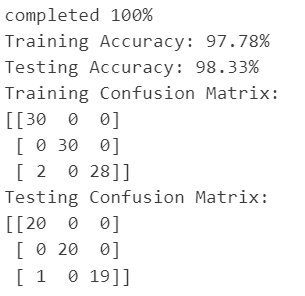 completed 100%
Training Accuracy: 97.78%
Testing Accuracy: 98.33%
Training Confusion Matrix:
[[30  0  0]
 [ 0 30  0]
 [ 2  0 28]]
Testing Confusion Matrix:
[[20  0  0]
 [ 0 20  0]
 [ 1  0 19]]